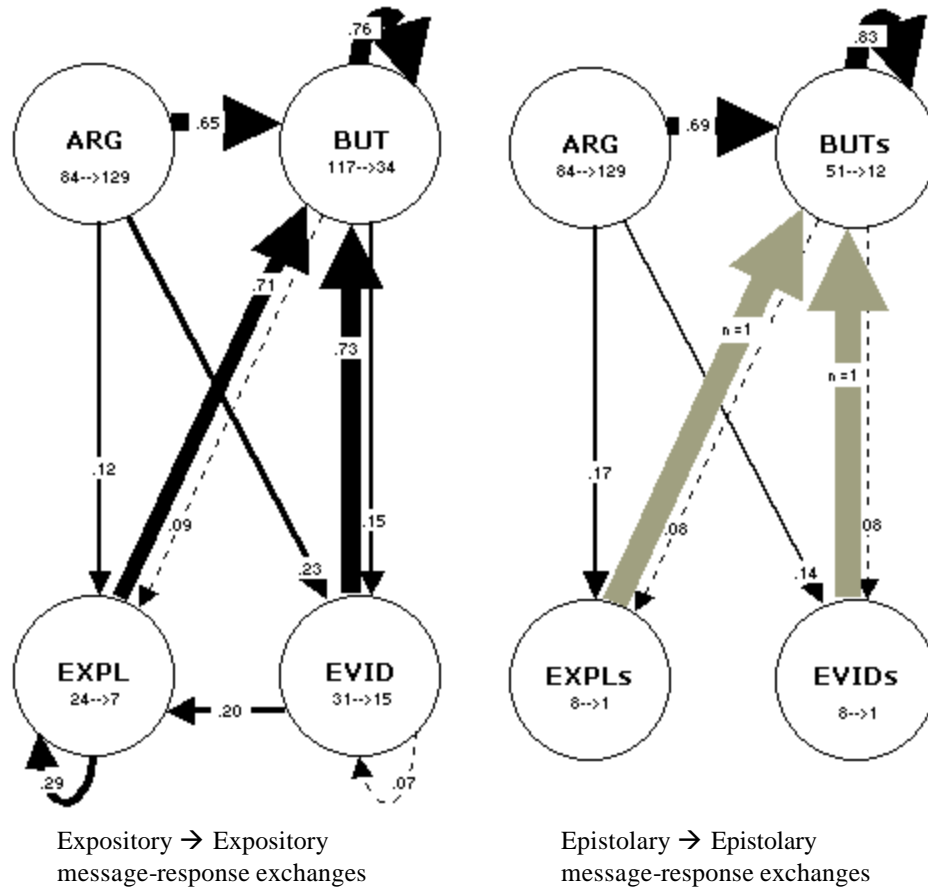 .76
.83
.65
.69
ARG
84-->129
BUT
117-->34
ARG
84-->129
BUTs
51-->12
.71
.73
n=1
n=1
.12
.09
.15
.23
.17
.08
.08
.14
EXPL
24-->7
.20
EVID
31-->15
EXPLs
8-->1
EVIDs
8-->1
.29
.07
Expository → Expository
message-response exchanges
Epistolary → Epistolary
message-response exchanges